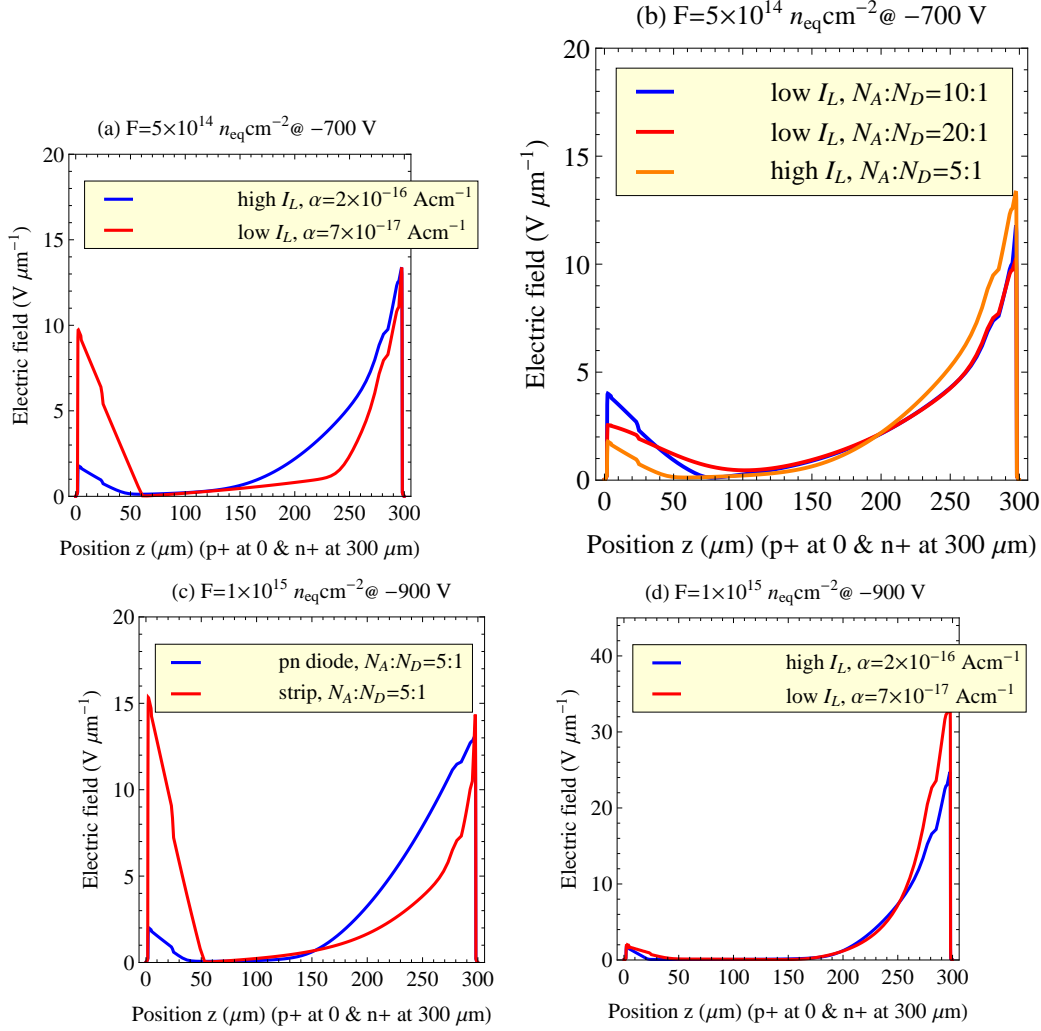 (a) F=5×10¹⁴ n_eq cm⁻²@ −700 V
high I_L, α=2×10⁻¹⁶ Acm⁻¹
low I_L, α=7×10⁻¹⁷ Acm⁻¹
Electric field (V μm⁻¹)
20
15
10
5
0
0 50 100 150 200 250 300
Position z (μm) (p+ at 0 & n+ at 300 μm)
(b) F=5×10¹⁴ n_eq cm⁻²@ −700 V
low I_L, N_A:N_D=10:1
low I_L, N_A:N_D=20:1
high I_L, N_A:N_D=5:1
Electric field (V μm⁻¹)
20
15
10
5
0
0 50 100 150 200 250 300
Position z (μm) (p+ at 0 & n+ at 300 μm)
(c) F=1×10¹⁵ n_eq cm⁻²@ −900 V
pn diode, N_A:N_D=5:1
strip, N_A:N_D=5:1
Electric field (V μm⁻¹)
20
15
10
5
0
0 50 100 150 200 250 300
Position z (μm) (p+ at 0 & n+ at 300 μm)
(d) F=1×10¹⁵ n_eq cm⁻²@ −900 V
high I_L, α=2×10⁻¹⁶ Acm⁻¹
low I_L, α=7×10⁻¹⁷ Acm⁻¹
Electric field (V μm⁻¹)
40
30
20
10
0
0 50 100 150 200 250 300
Position z (μm) (p+ at 0 & n+ at 300 μm)